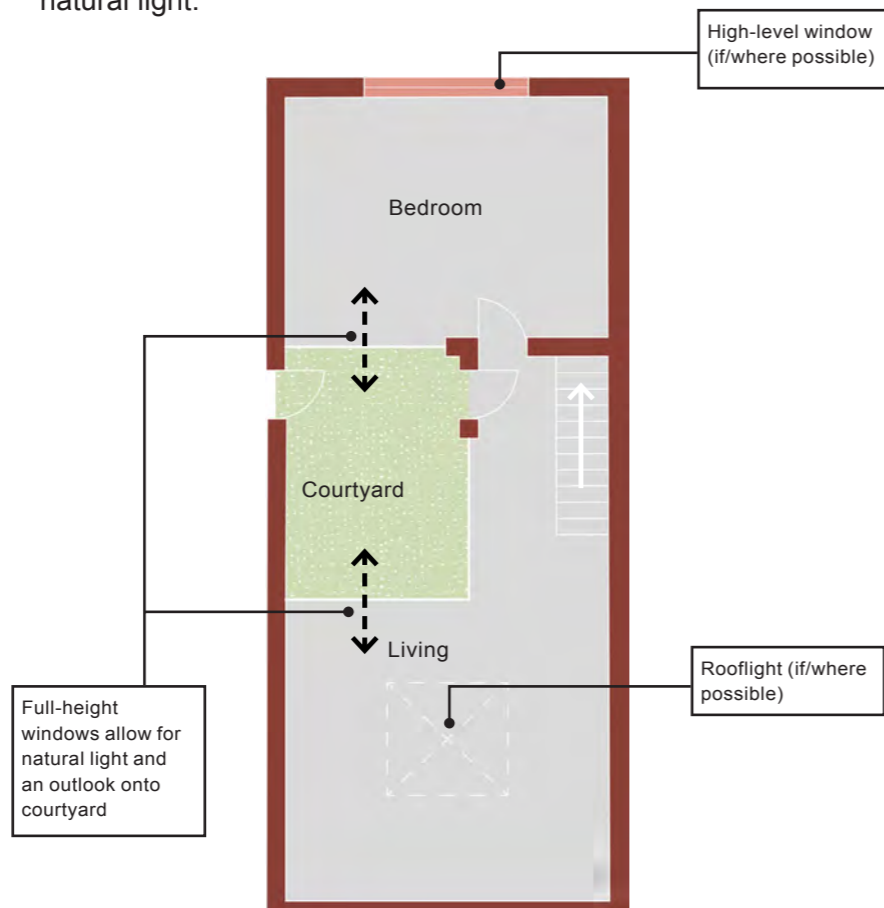 natural light.
High-level window
(if/where possible)
Bedroom
Courtyard
Living
Rooflight (if/where
possible)
Full-height
windows allow for
natural light and
an outlook onto
courtyard